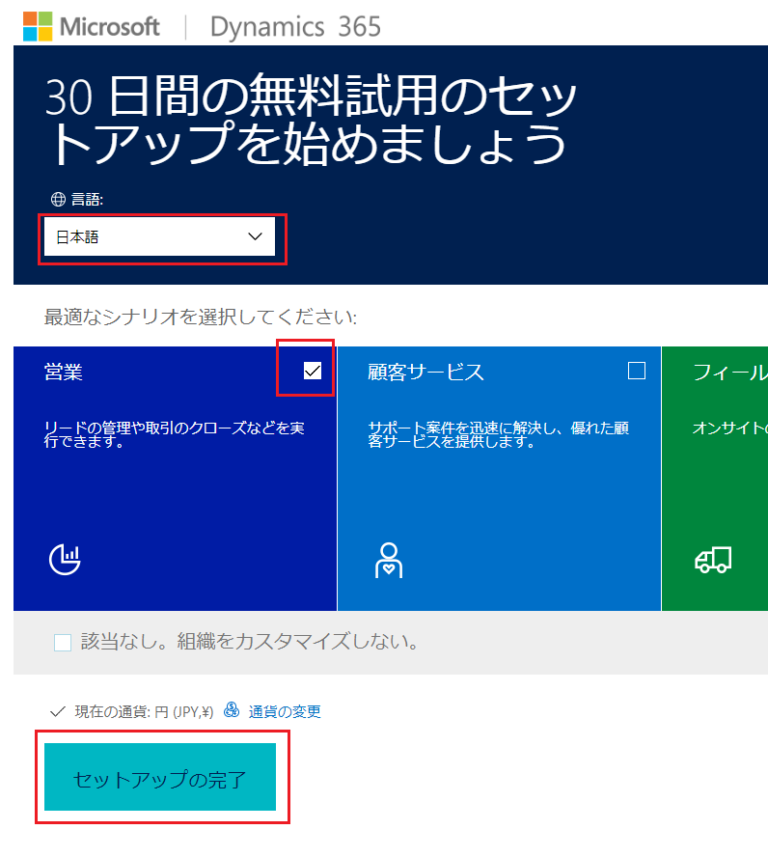 Microsoft | Dynamics 365
30 日間の無料試用のセッ
トアップを始めましょう
言語:
日本語
最適なシナリオを選択してください:
営業
リードの管理や取引のクローズなどを実
行できます。
顧客サービス
サポート案件を迅速に解決し、優れた顧
客サービスを提供します。
フィール
オンサイトの
該当なし。組織をカスタマイズしない。
現在の通貨: 円 (JPY,¥) 通貨の変更
セットアップの完了